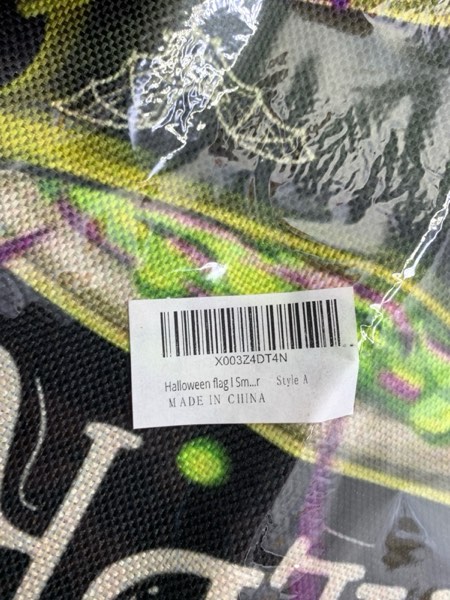 X003Z4DT4N
Halloween flag I Sm...r Style A
MADE IN CHINA